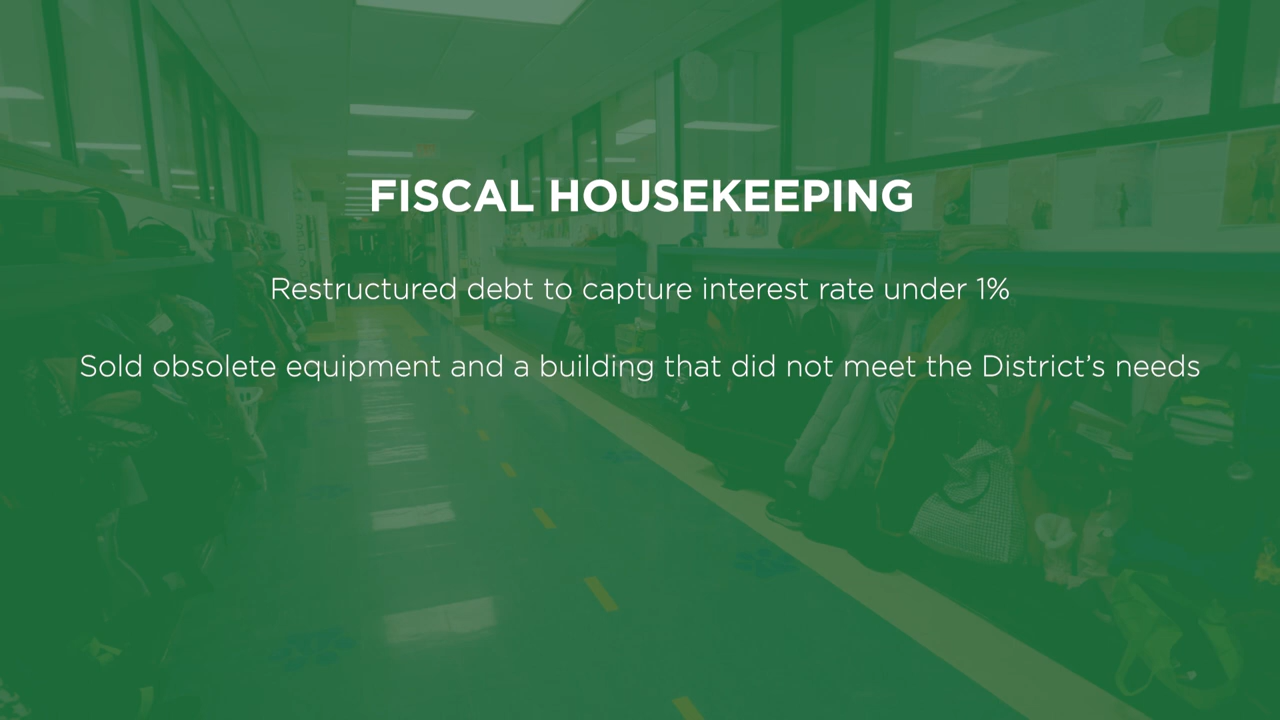 FISCAL HOUSEKEEPING
Restructured debt to capture interest rate under 1%
Sold obsolete equipment and a building that did not meet the District’s needs